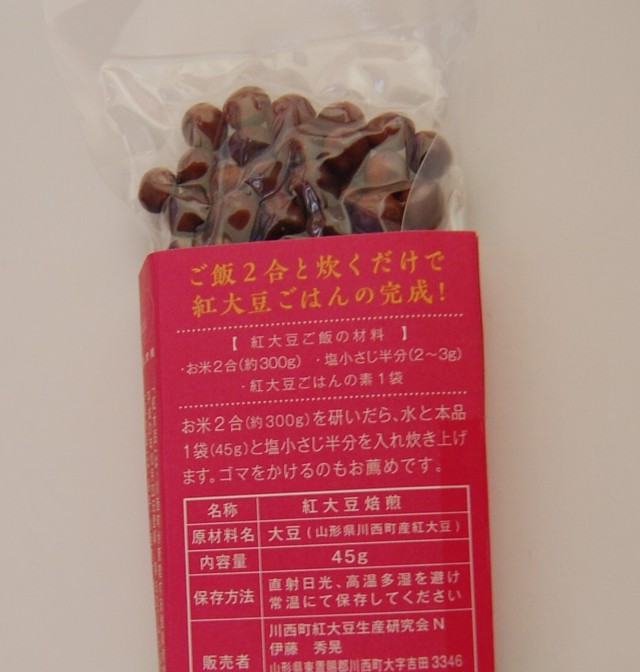 ご飯２合と炊くだけで
紅大豆ごはんの完成！
【 紅大豆ご飯の材料 】
・お米２合(約300g) ・塩小さじ半分(2〜3g)
・紅大豆ごはんの素１袋
お米２合(約300g)を研いだら、水と本品
1袋(45g)と塩小さじ半分を入れ炊き上げ
ます。ゴマをかけるのもお薦めです。
名称 紅大豆焙煎
原材料名 大豆(山形県川西町産紅大豆)
内容量 45g
保存方法 直射日光、高温多湿を避け
常温にて保存してください
販売者 川西町紅大豆生産研究会N
伊藤 秀晃
山形県東置賜郡川西町大字吉田3346